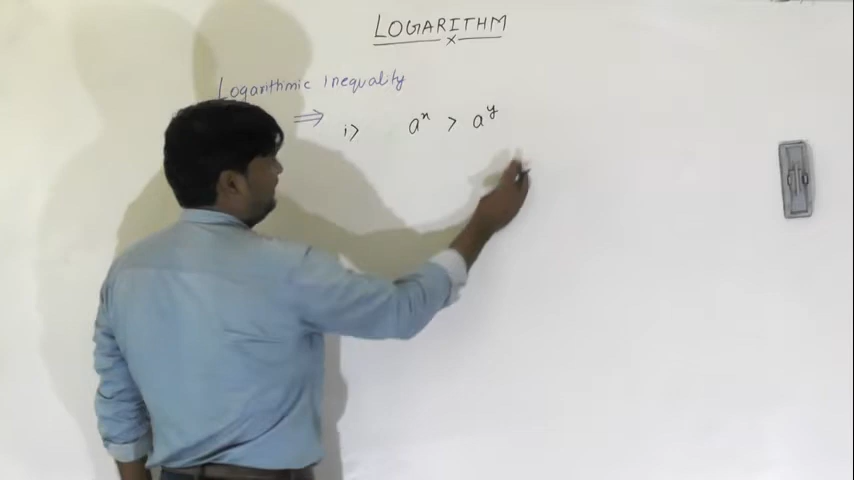 LOGARITHM
x
Logarithmic Inequality
⇒ i> aˣ > aʸ